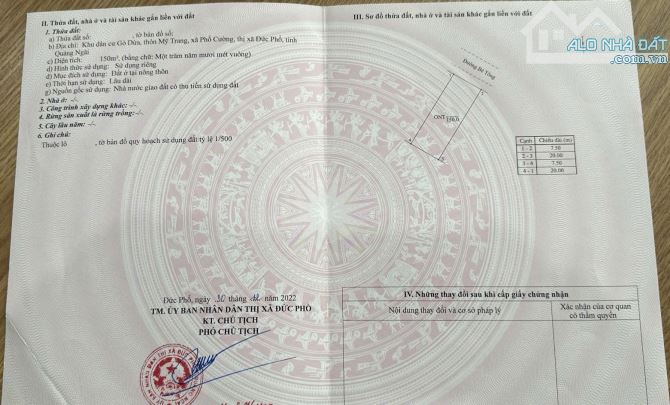 II. Thửa đất, nhà ở và tài sản khác gắn liền với đất
1. Thửa đất:
a) Thửa đất số: , tờ bản đồ số:
b) Địa chỉ: Khu dân cư Gò Dừa, thôn Mỹ Trang, xã Phổ Cường, thị xã Đức Phổ, tỉnh
Quảng Ngãi
c) Diện tích: 150m², (bằng chữ: Một trăm năm mươi mét vuông)
d) Hình thức sử dụng: Sử dụng riêng
đ) Mục đích sử dụng: Đất ở tại nông thôn
e) Thời hạn sử dụng: Lâu dài
g) Nguồn gốc sử dụng: Nhà nước giao đất có thu tiền sử dụng đất
2. Nhà ở: -/-
3. Công trình xây dựng khác: -/-
4. Rừng sản xuất là rừng trồng: -/-
5. Cây lâu năm: -/-
6. Ghi chú:
Thuộc lô , tờ bản đồ quy hoạch sử dụng đất tỷ lệ 1/500
Đức Phổ, ngày 30 tháng năm 2022
TM. ỦY BAN NHÂN DÂN THỊ XÃ ĐỨC PHỔ
KT. CHỦ TỊCH
PHÓ CHỦ TỊCH
III. Sơ đồ thửa đất, nhà ở và tài sản khác gắn liền với đất
ALO NHÀ ĐẤT
.com.vn
Đường Bê Tông
ONT 150.0
Cạnh Chiều dài (m)
1 - 2 7.50
2 - 3 20.00
3 - 4 7.50
4 - 1 20.00
IV. Những thay đổi sau khi cấp giấy chứng nhận
Nội dung thay đổi và cơ sở pháp lý
Xác nhận của cơ quan
có thẩm quyền